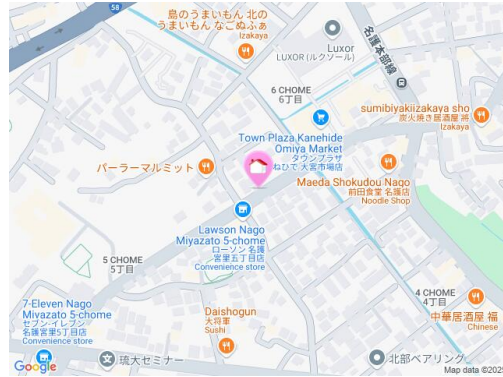 58
島のうまいもん 北の
うまいもん なごぬふぁ
Izakaya
Luxor
LUXOR (ルクソール)
名護本部線
6 CHOME
6丁目
sumibiyakiizakaya sho
炭火焼き居酒屋 將
Izakaya
Town Plaza Kanehide
Omiya Market
タウンプラザ
ねひで 大宮市場店
パーラーマルミット
Maeda Shokudou Nago
前田食堂 名護店
Noodle Shop
Lawson Nago
Miyazato 5-chome
ローソン 名護
宮里五丁目店
Convenience store
5 CHOME
5丁目
7-Eleven Nago
Miyazato 5-chome
セブン-イレブン
名護宮里5丁目店
Convenience store
Daishogun
大将軍
Sushi
4 CHOME
4丁目
中華居酒屋 福
Chinese
琉大セミナー
北部ベアリング
Google
Map data ©202